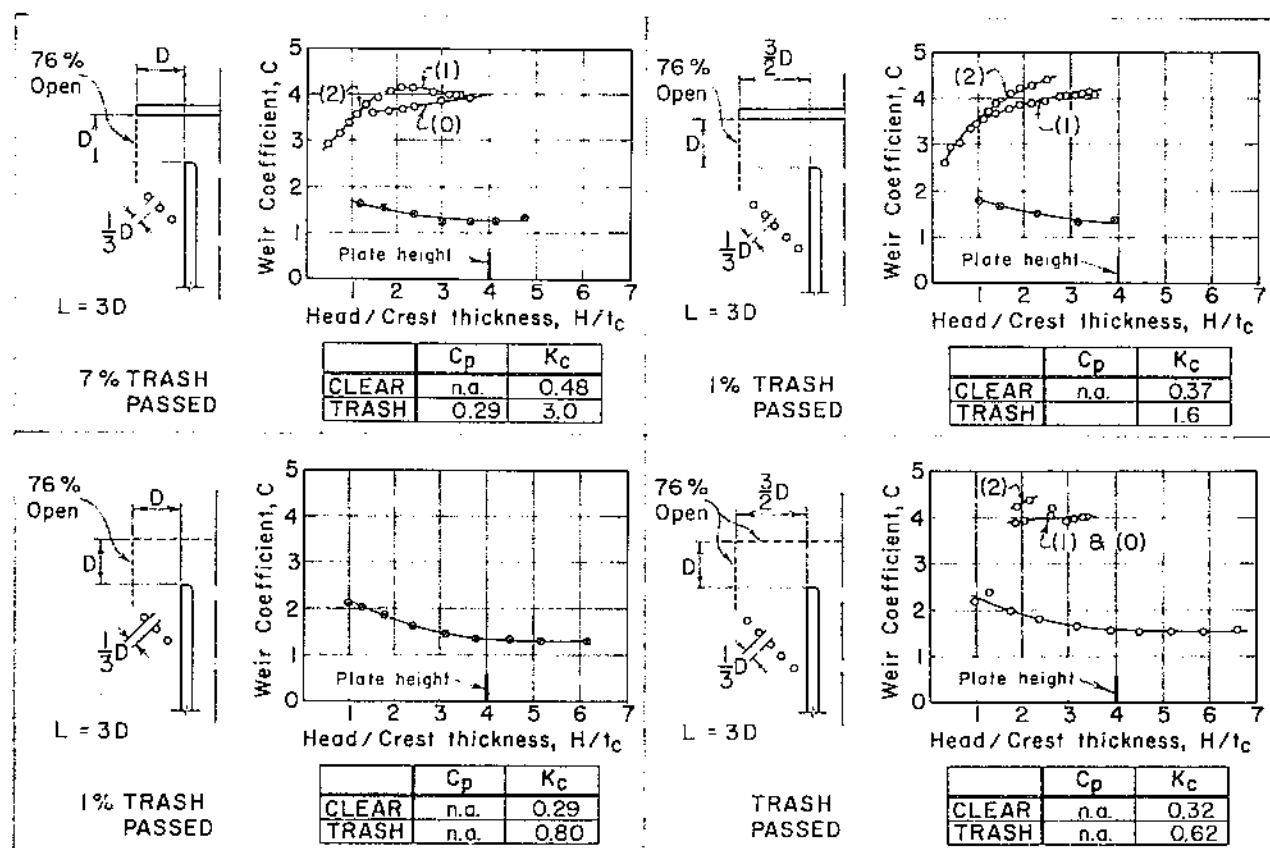 76%
Open
D
D
1/3 D
L = 3D
7% TRASH
PASSED
Weir Coefficient, C
5
4
3
2
1
0
(1)
(2)
(0)
Plate height
1 2 3 4 5 6 7
Head/Crest thickness, H/tc
Cp Kc
CLEAR n.a. 0.48
TRASH 0.29 3.0
76%
Open
3/2 D
D
1/3 D
L = 3D
1% TRASH
PASSED
Weir Coefficient, C
5
4
3
2
1
0
(2)
(1)
Plate height
1 2 3 4 5 6 7
Head/Crest thickness, H/tc
Cp Kc
CLEAR n.a. 0.37
TRASH 1.6
76%
Open
D
D
1/3 D
L = 3D
1% TRASH
PASSED
Weir Coefficient, C
5
4
3
2
1
0
Plate height
1 2 3 4 5 6 7
Head/Crest thickness, H/tc
Cp Kc
CLEAR n.a. 0.29
TRASH n.a. 0.80
76%
Open
3/2 D
D
1/3 D
L = 3D
TRASH
PASSED
Weir Coefficient, C
5
4
3
2
1
0
(2)
(1) & (0)
Plate height
1 2 3 4 5 6 7
Head/Crest thickness, H/tc
Cp Kc
CLEAR n.a. 0.32
TRASH n.a. 0.62